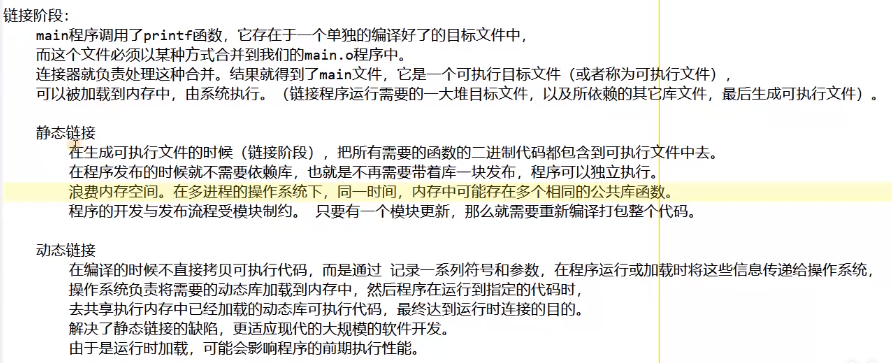 链接阶段：
main程序调用了printf函数，它存在于一个单独的编译好了的目标文件中，
而这个文件必须以某种方式合并到我们的main.o程序中。
连接器就负责处理这种合并。结果就得到了main文件，它是一个可执行目标文件（或者称为可执行文件），
可以被加载到内存中，由系统执行。（链接程序运行需要的一大堆目标文件，以及所依赖的其它库文件，最后生成可执行文件）。
静态链接
在生成可执行文件的时候（链接阶段），把所有需要的函数的二进制代码都包含到可执行文件中去。
在程序发布的时候就不需要依赖库，也就是不再需要带着库一块发布，程序可以独立执行。
浪费内存空间。在多进程的操作系统下，同一时间，内存中可能存在多个相同的公共库函数。
程序的开发与发布流程受模块制约。 只要有一个模块更新，那么就需要重新编译打包整个代码。
动态链接
在编译的时候不直接拷贝可执行代码，而是通过 记录一系列符号和参数，在程序运行或加载时将这些信息传递给操作系统，
操作系统负责将需要的动态库加载到内存中，然后程序在运行到指定的代码时，
去共享执行内存中已经加载的动态库可执行代码，最终达到运行时连接的目的。
解决了静态链接的缺陷，更适应现代的大规模的软件开发。
由于是运行时加载，可能会影响程序的前期执行性能。